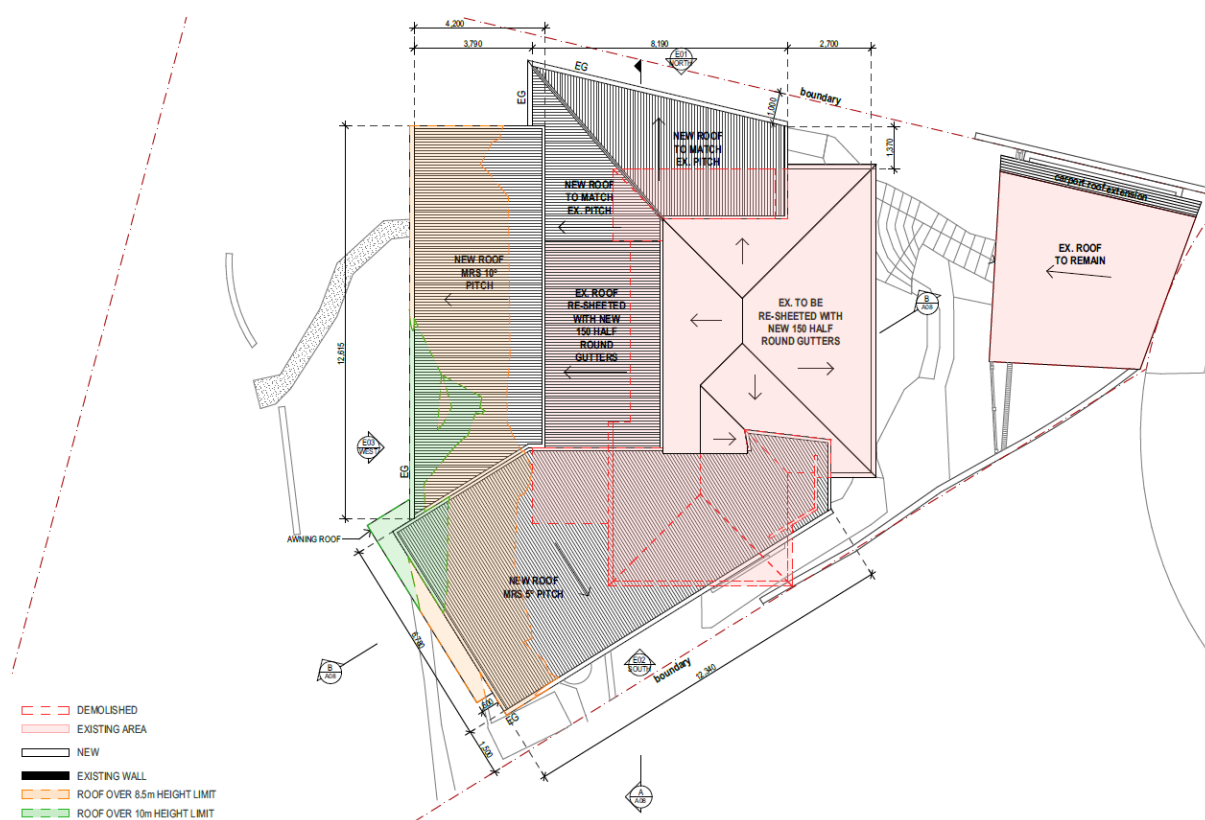 4,200
3,790
8,190
2,700
E01
NORTH
EG
EG
boundary
1,000
1,370
NEW ROOF
TO MATCH
EX. PITCH
carport roof extension
NEW ROOF
TO MATCH
EX. PITCH
EX. ROOF
TO REMAIN
NEW ROOF
MRS 10°
PITCH
EX. ROOF
RE-SHEETED
WITH NEW
150 HALF
ROUND
GUTTERS
EX. TO BE
RE-SHEETED WITH
NEW 150 HALF
ROUND GUTTERS
B
A08
12,615
E03
WEST
EG
AWNING ROOF
NEW ROOF
MRS 5° PITCH
6,780
E02
SOUTH
boundary
12,340
B
A08
600
EG
1,500
A
A08
DEMOLISHED
EXISTING AREA
NEW
EXISTING WALL
ROOF OVER 8.5m HEIGHT LIMIT
ROOF OVER 10m HEIGHT LIMIT